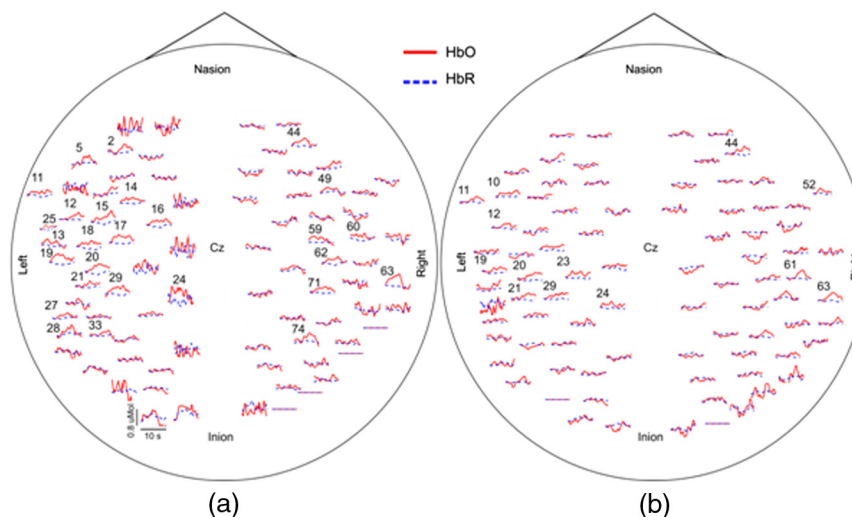 HbO
HbR
Nasion
44
2
5
11
49
14
12
15
16
25
17
59
60
13
18
Cz
19
20
62
63
Left
Right
21
29
24
71
27
28
33
74
0.8 uMol
10 s
Inion
(a)
Nasion
44
11
10
52
12
Cz
Left
19
20
23
61
21
29
24
63
Inion
(b)